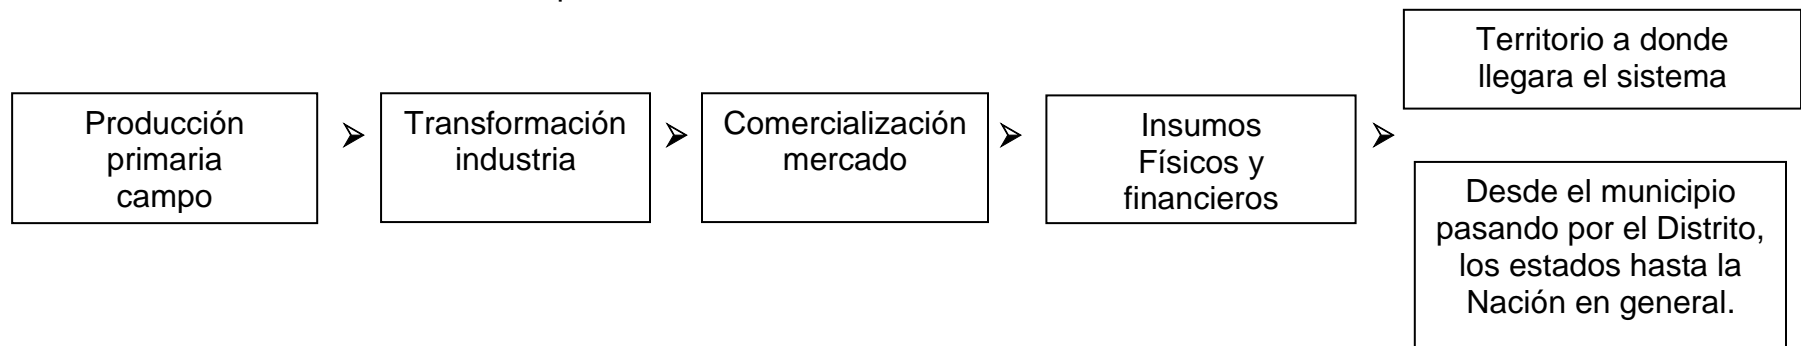 Producción
primaria
campo
Transformación
industria
Comercialización
mercado
Insumos
Físicos y
financieros
Territorio a donde
llegara el sistema
Desde el municipio
pasando por el Distrito,
los estados hasta la
Nación en general.